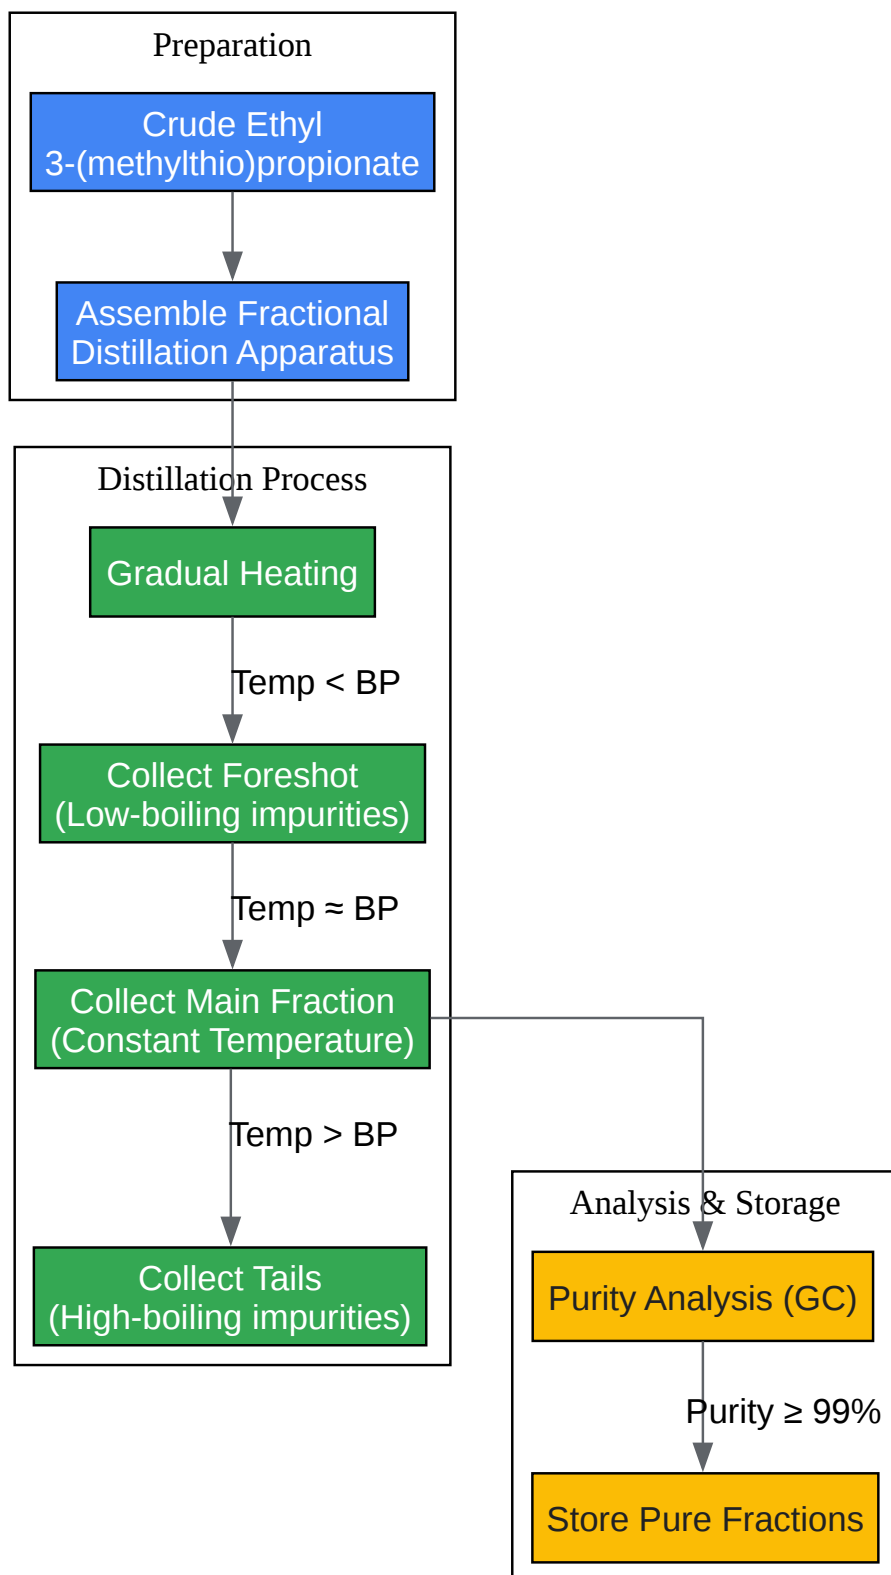 Preparation
Crude Ethyl
3-(methylthio)propionate
Assemble Fractional
Distillation Apparatus
Distillation Process
Gradual Heating
Temp < BP
Collect Foreshot
(Low-boiling impurities)
Temp ≈ BP
Collect Main Fraction
(Constant Temperature)
Temp > BP
Collect Tails
(High-boiling impurities)
Analysis & Storage
Purity Analysis (GC)
Purity ≥ 99%
Store Pure Fractions